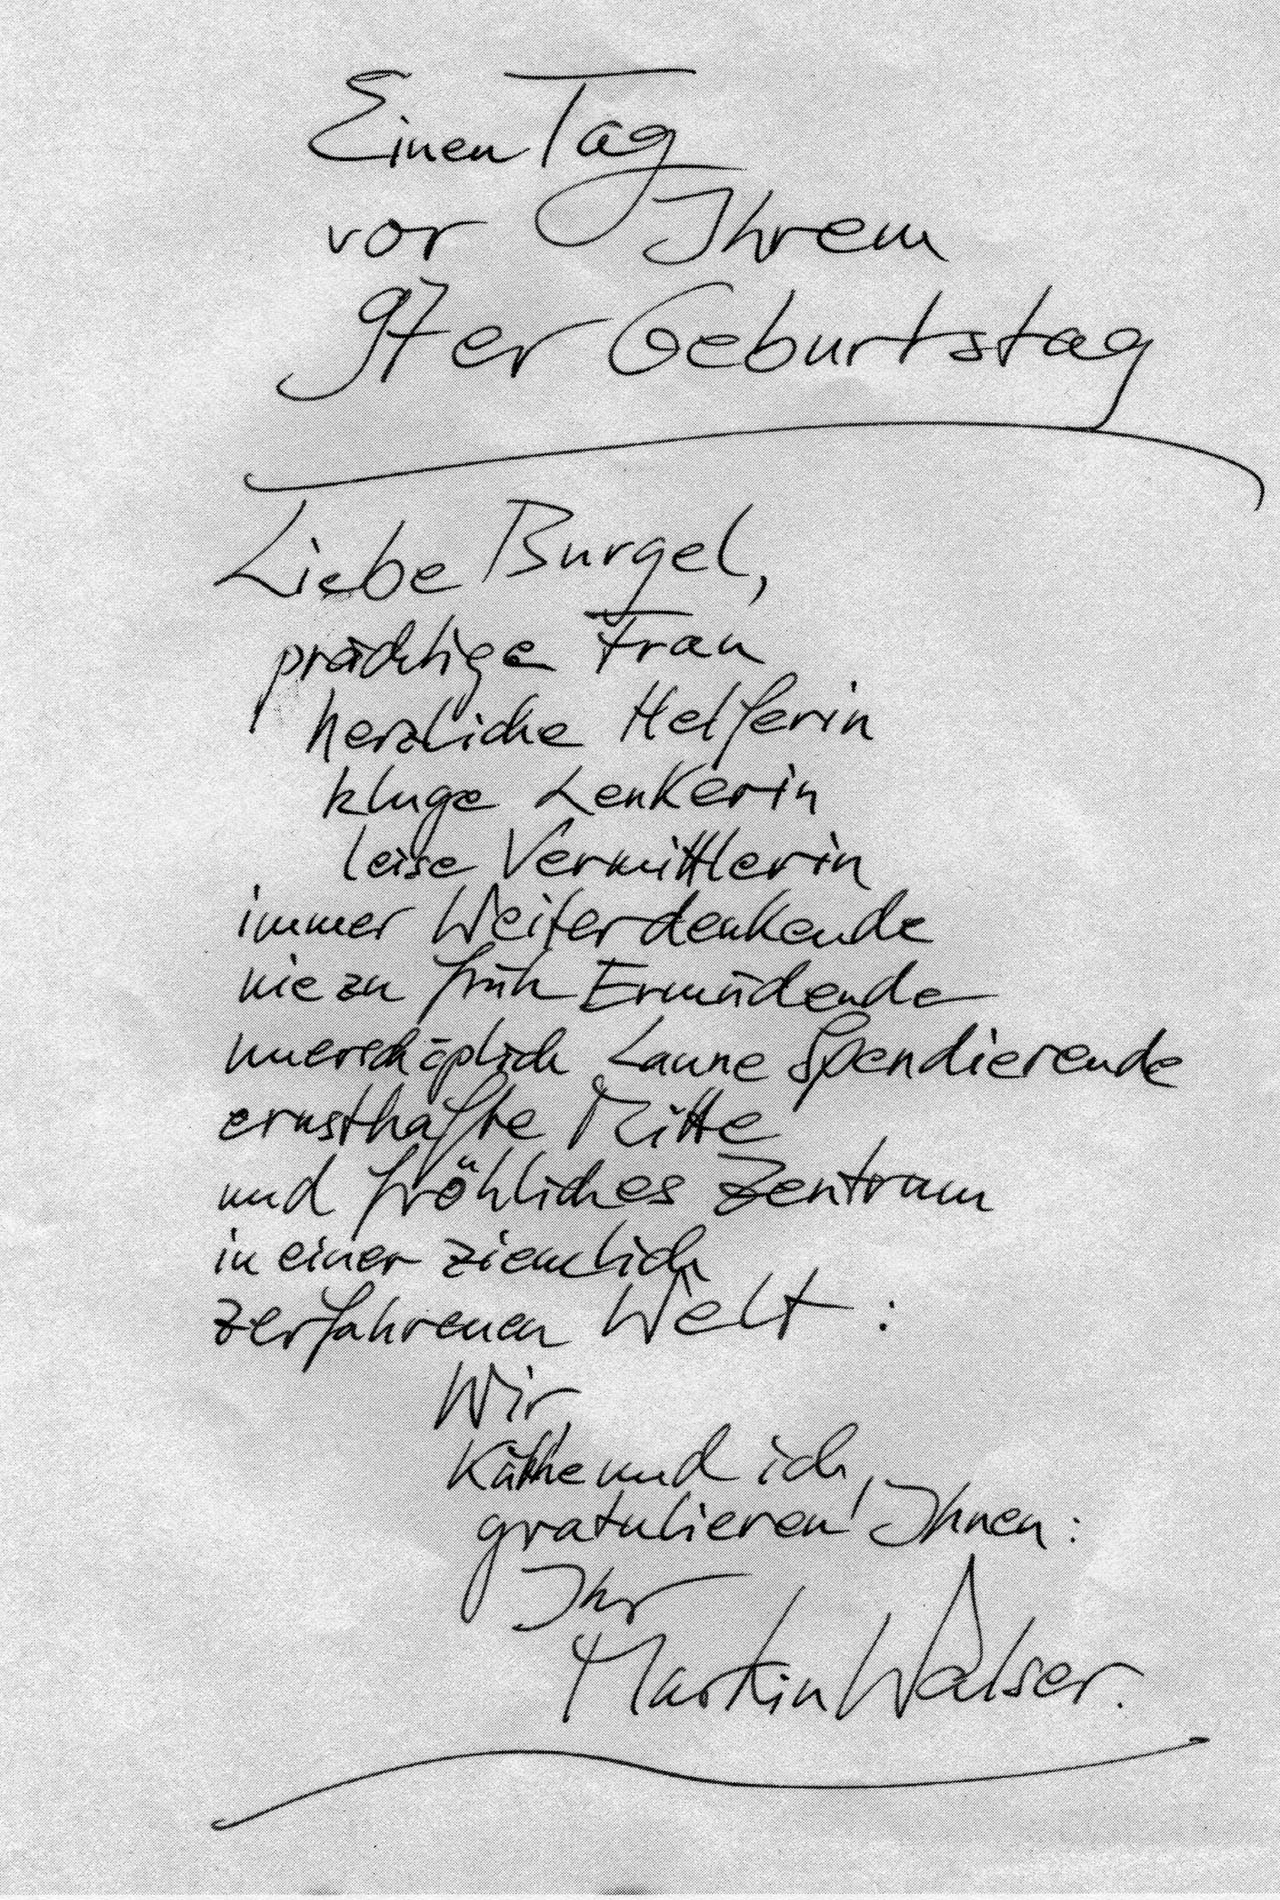 Einen Tag
vor Ihrem
97er Geburtstag
Liebe Burgel,
prächtige Frau
herzliche Helferin
kluge Lenkerin
leise Vermittlerin
immer Weiterdenkende
nie zu früh Ermüdende
unerschöplich Laune Spendierende
ernsthafte Mitte
und fröhliches Zentrum
in einer ziemlich
zerfahrenen Welt:
Wir,
Käthe und ich,
gratulieren Ihnen:
Ihr
Martin Walser.